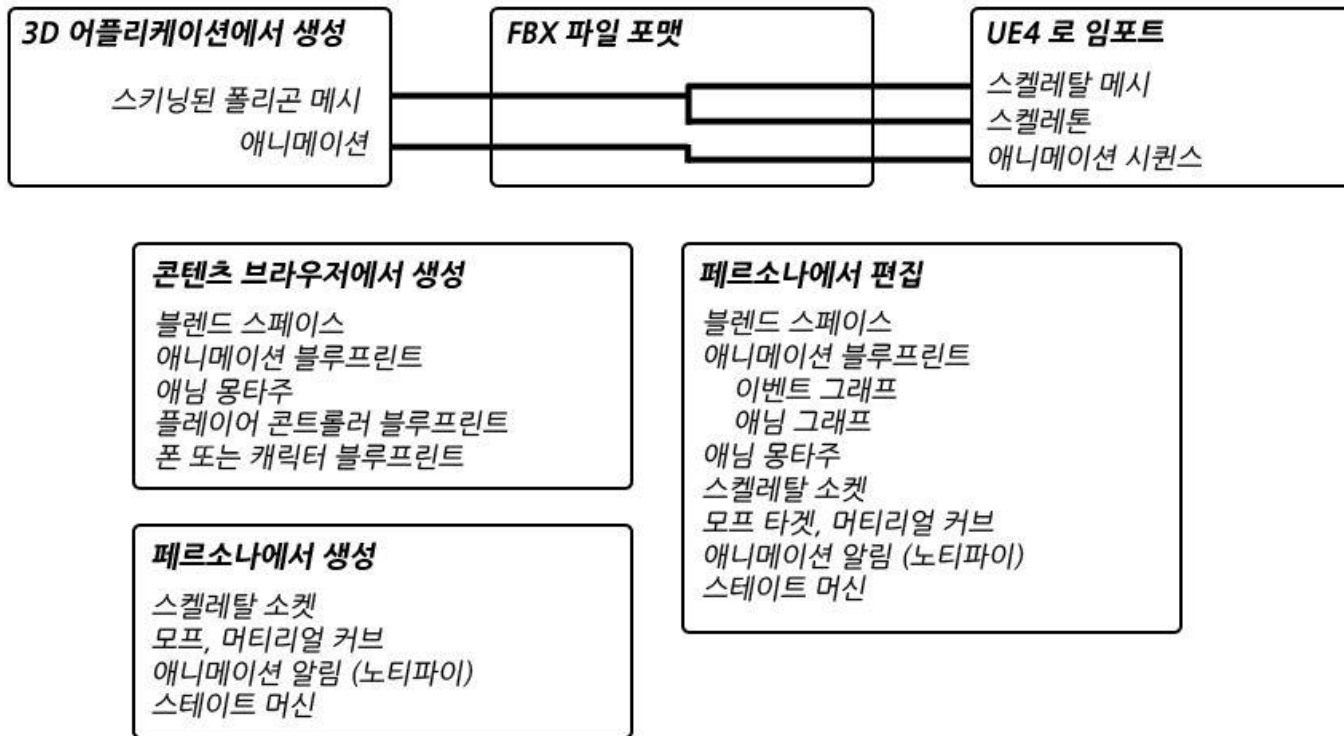 3D 어플리케이션에서 생성
스키닝된 폴리곤 메시
애니메이션
FBX 파일 포맷
UE4 로 임포트
스켈레탈 메시
스켈레톤
애니메이션 시퀀스
콘텐츠 브라우저에서 생성
블렌드 스페이스
애니메이션 블루프린트
애님 몽타주
플레이어 콘트롤러 블루프린트
폰 또는 캐릭터 블루프린트
페르소나에서 생성
스켈레탈 소켓
모프, 머티리얼 커브
애니메이션 알림 (노티파이)
스테이트 머신
페르소나에서 편집
블렌드 스페이스
애니메이션 블루프린트
이벤트 그래프
애님 그래프
애님 몽타주
스켈레탈 소켓
모프 타겟, 머티리얼 커브
애니메이션 알림 (노티파이)
스테이트 머신